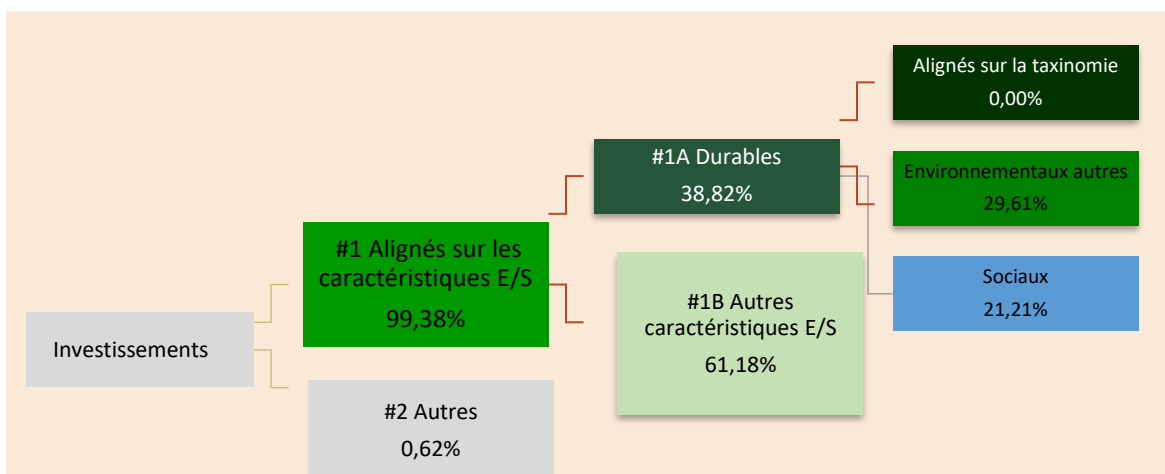 Investissements
#1 Alignés sur les
caractéristiques E/S
99,38%
#2 Autres
0,62%
#1A Durables
38,82%
#1B Autres
caractéristiques E/S
61,18%
Alignés sur la taxinomie
0,00%
Environnementaux autres
29,61%
Sociaux
21,21%